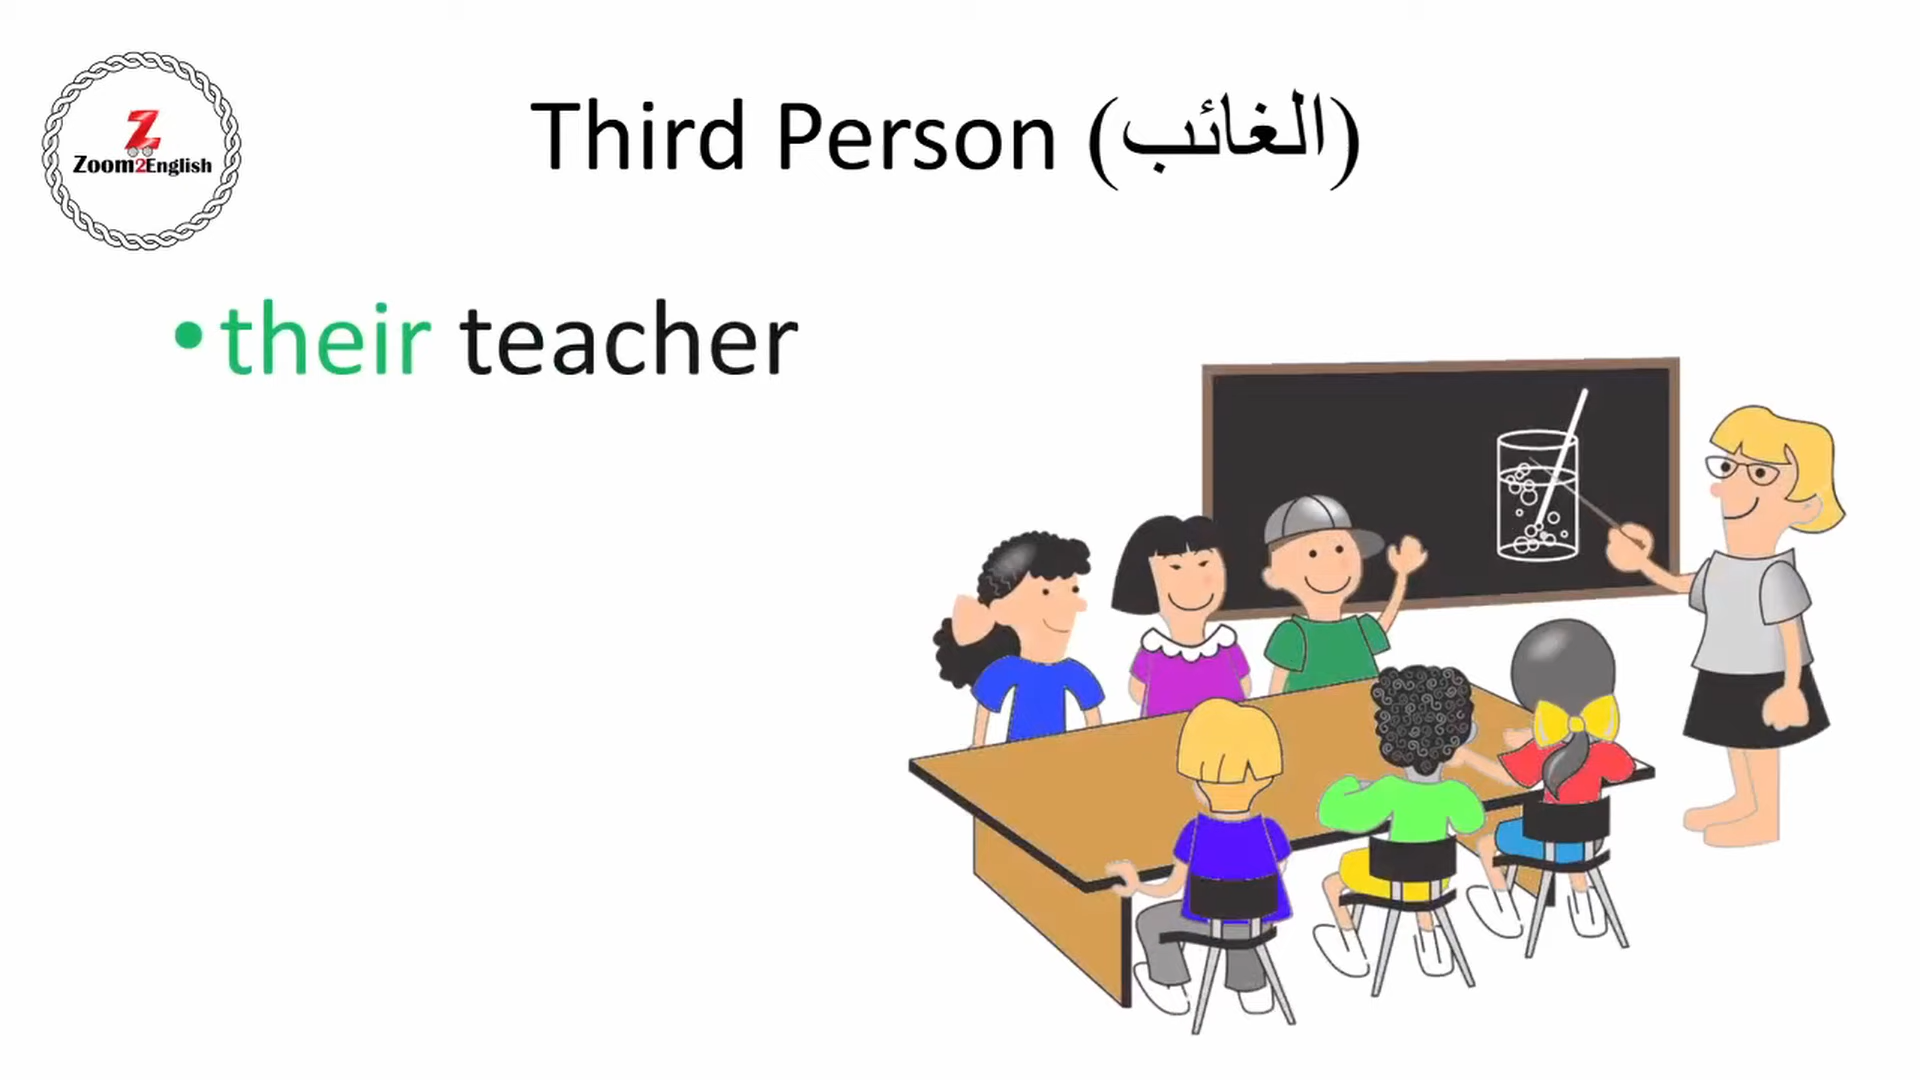 Z
Zoom2English
Third Person (الغائب)
• their teacher